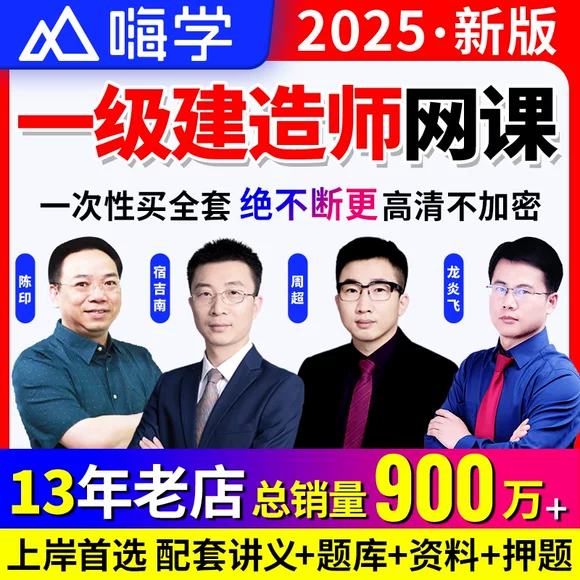 嗨学
2025·新版
一级建造师网课
一次性买全套 绝不断更 高清不加密
陈印
宿吉南
周超
龙炎飞
13年老店 总销量 900 万+
上岸首选 配套讲义+题库+资料+押题